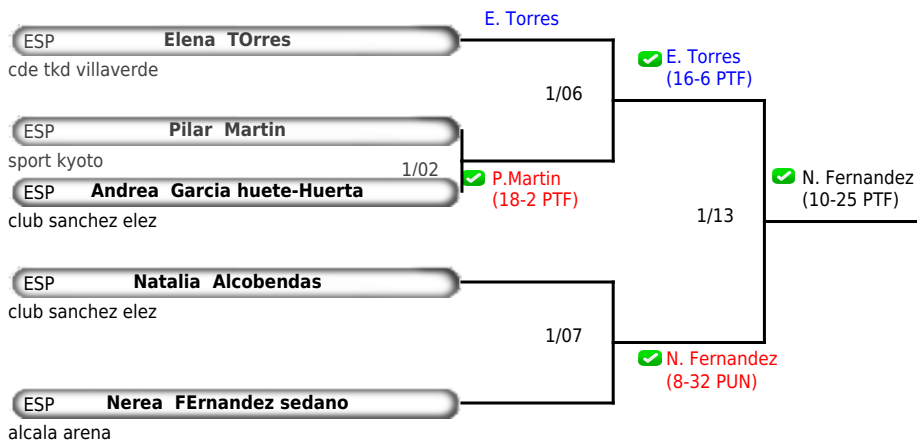 E. Torres
ESP Elena TOrres
cde tkd villaverde
E. Torres
(16-6 PTF)
1/06
ESP Pilar Martin
sport kyoto
1/02
P.Martin
(18-2 PTF)
ESP Andrea Garcia huete-Huerta
club sanchez elez
N. Fernandez
(10-25 PTF)
1/13
ESP Natalia Alcobendas
club sanchez elez
1/07
N. Fernandez
(8-32 PUN)
ESP Nerea FErnandez sedano
alcala arena